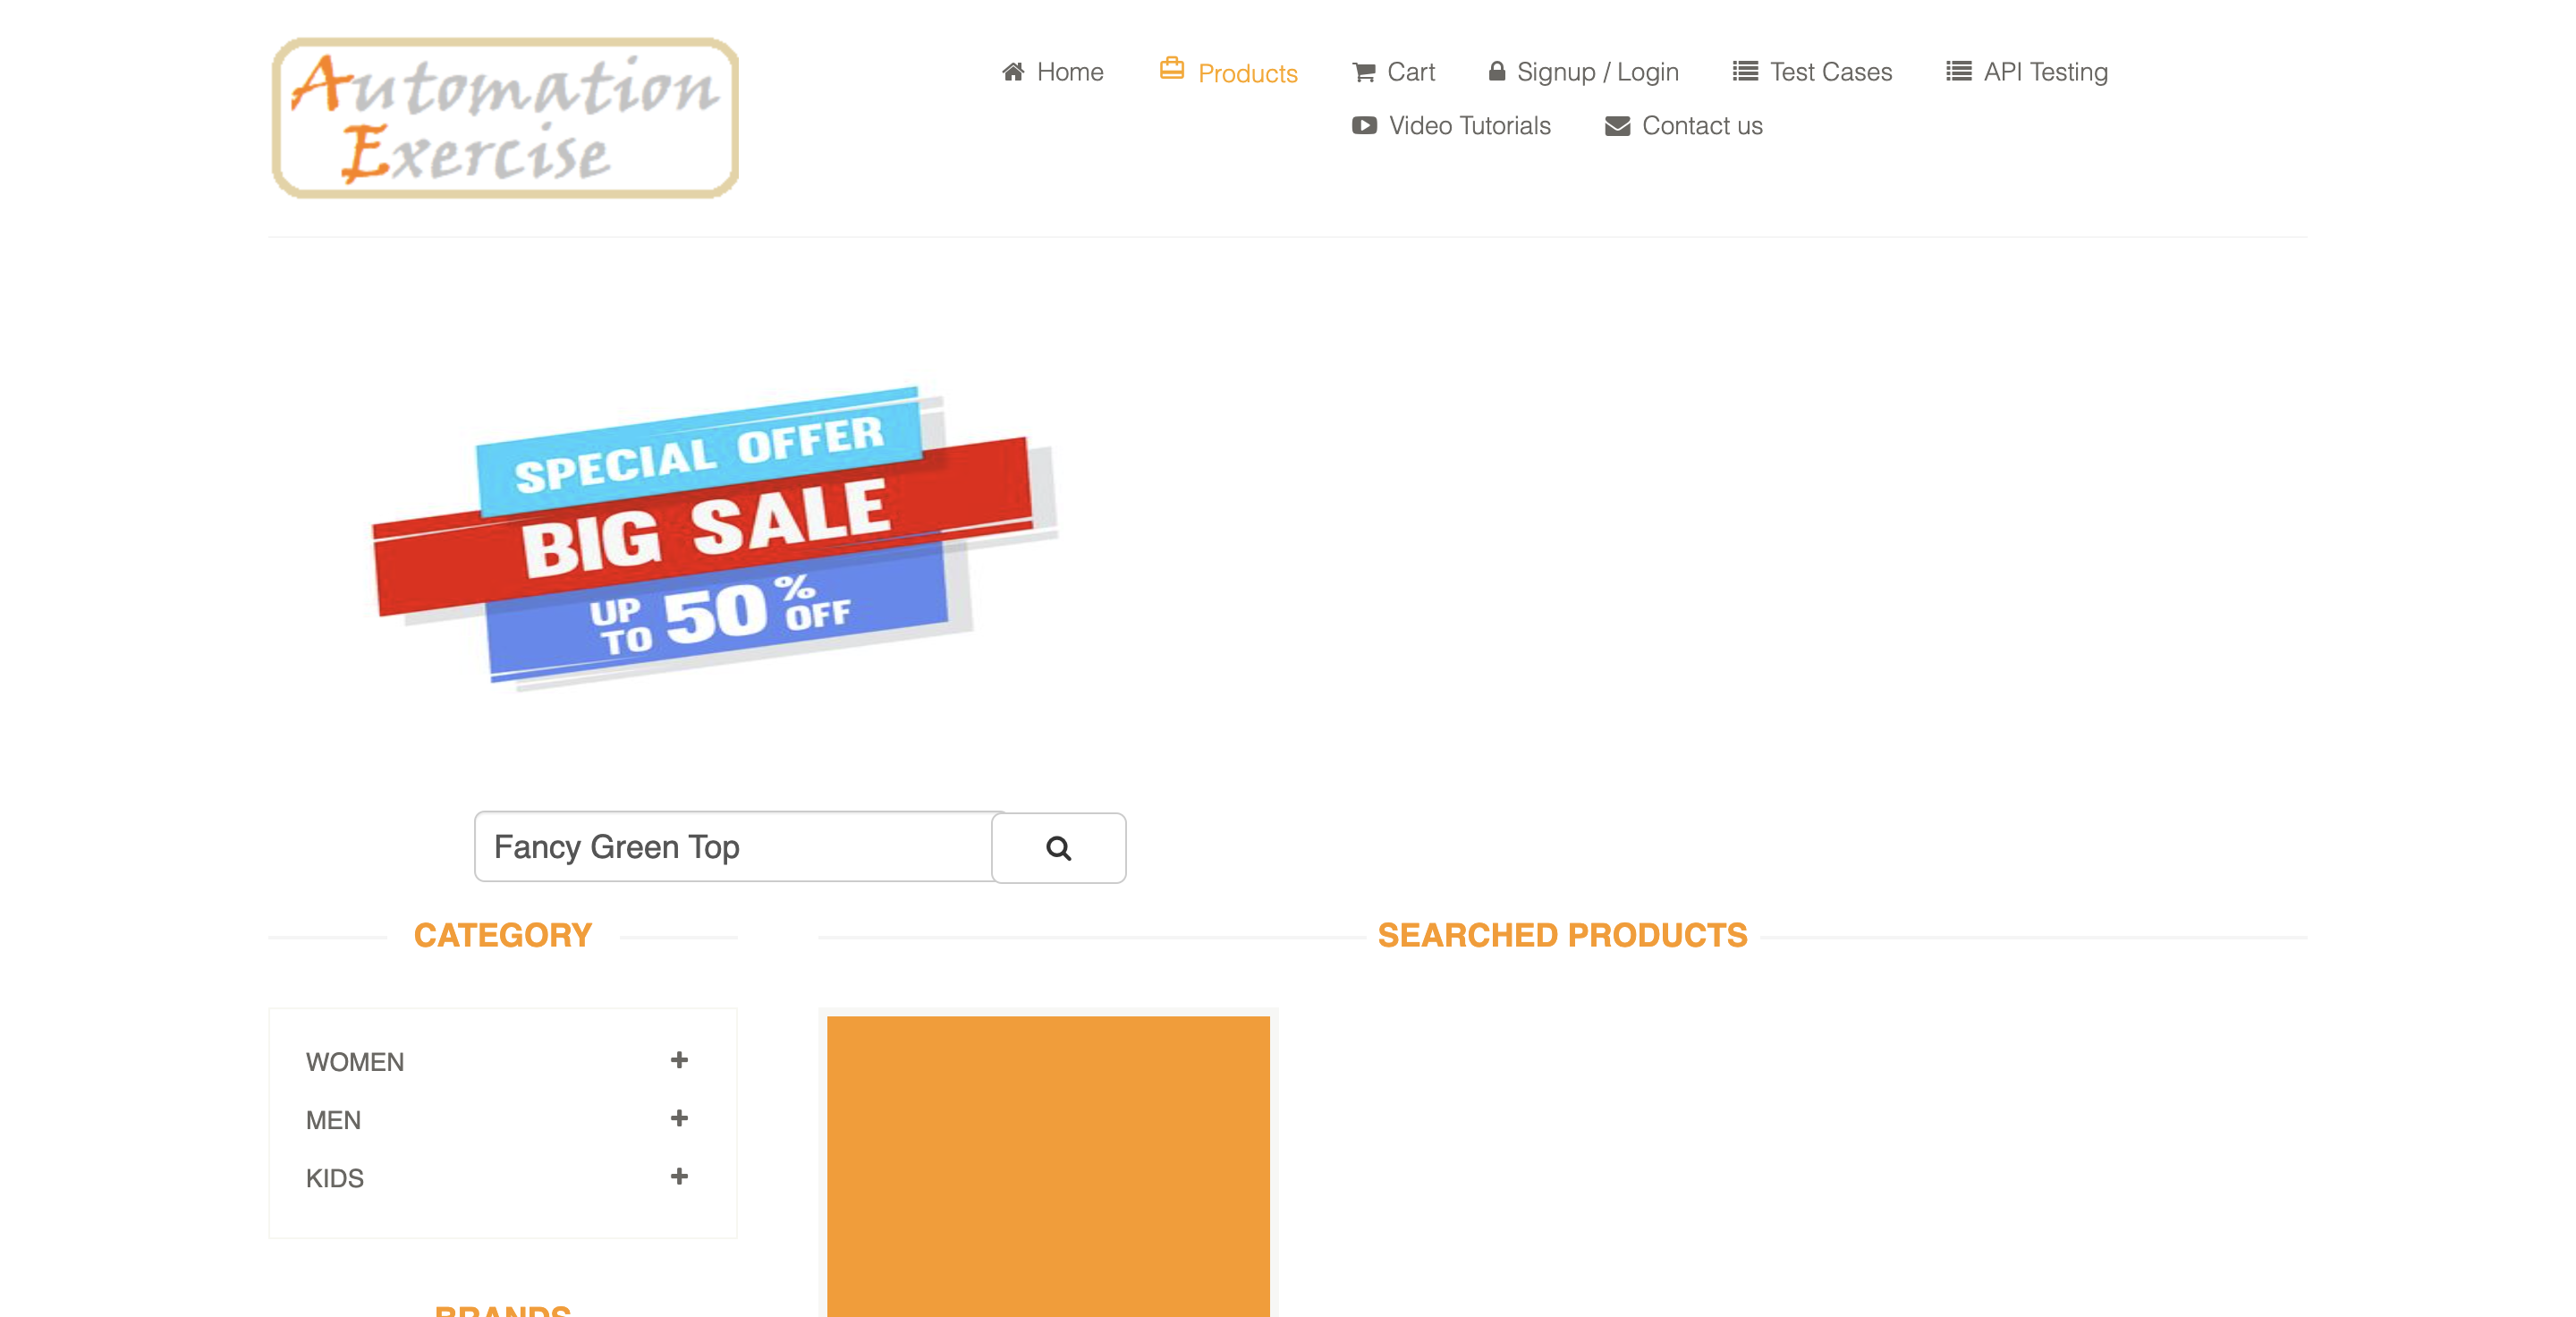 Automation
Exercise
Home Products Cart Signup / Login Test Cases API Testing
Video Tutorials Contact us
SPECIAL OFFER
BIG SALE
UP TO 50% OFF
Fancy Green Top
CATEGORY
SEARCHED PRODUCTS
WOMEN
MEN
KIDS
BRANDS